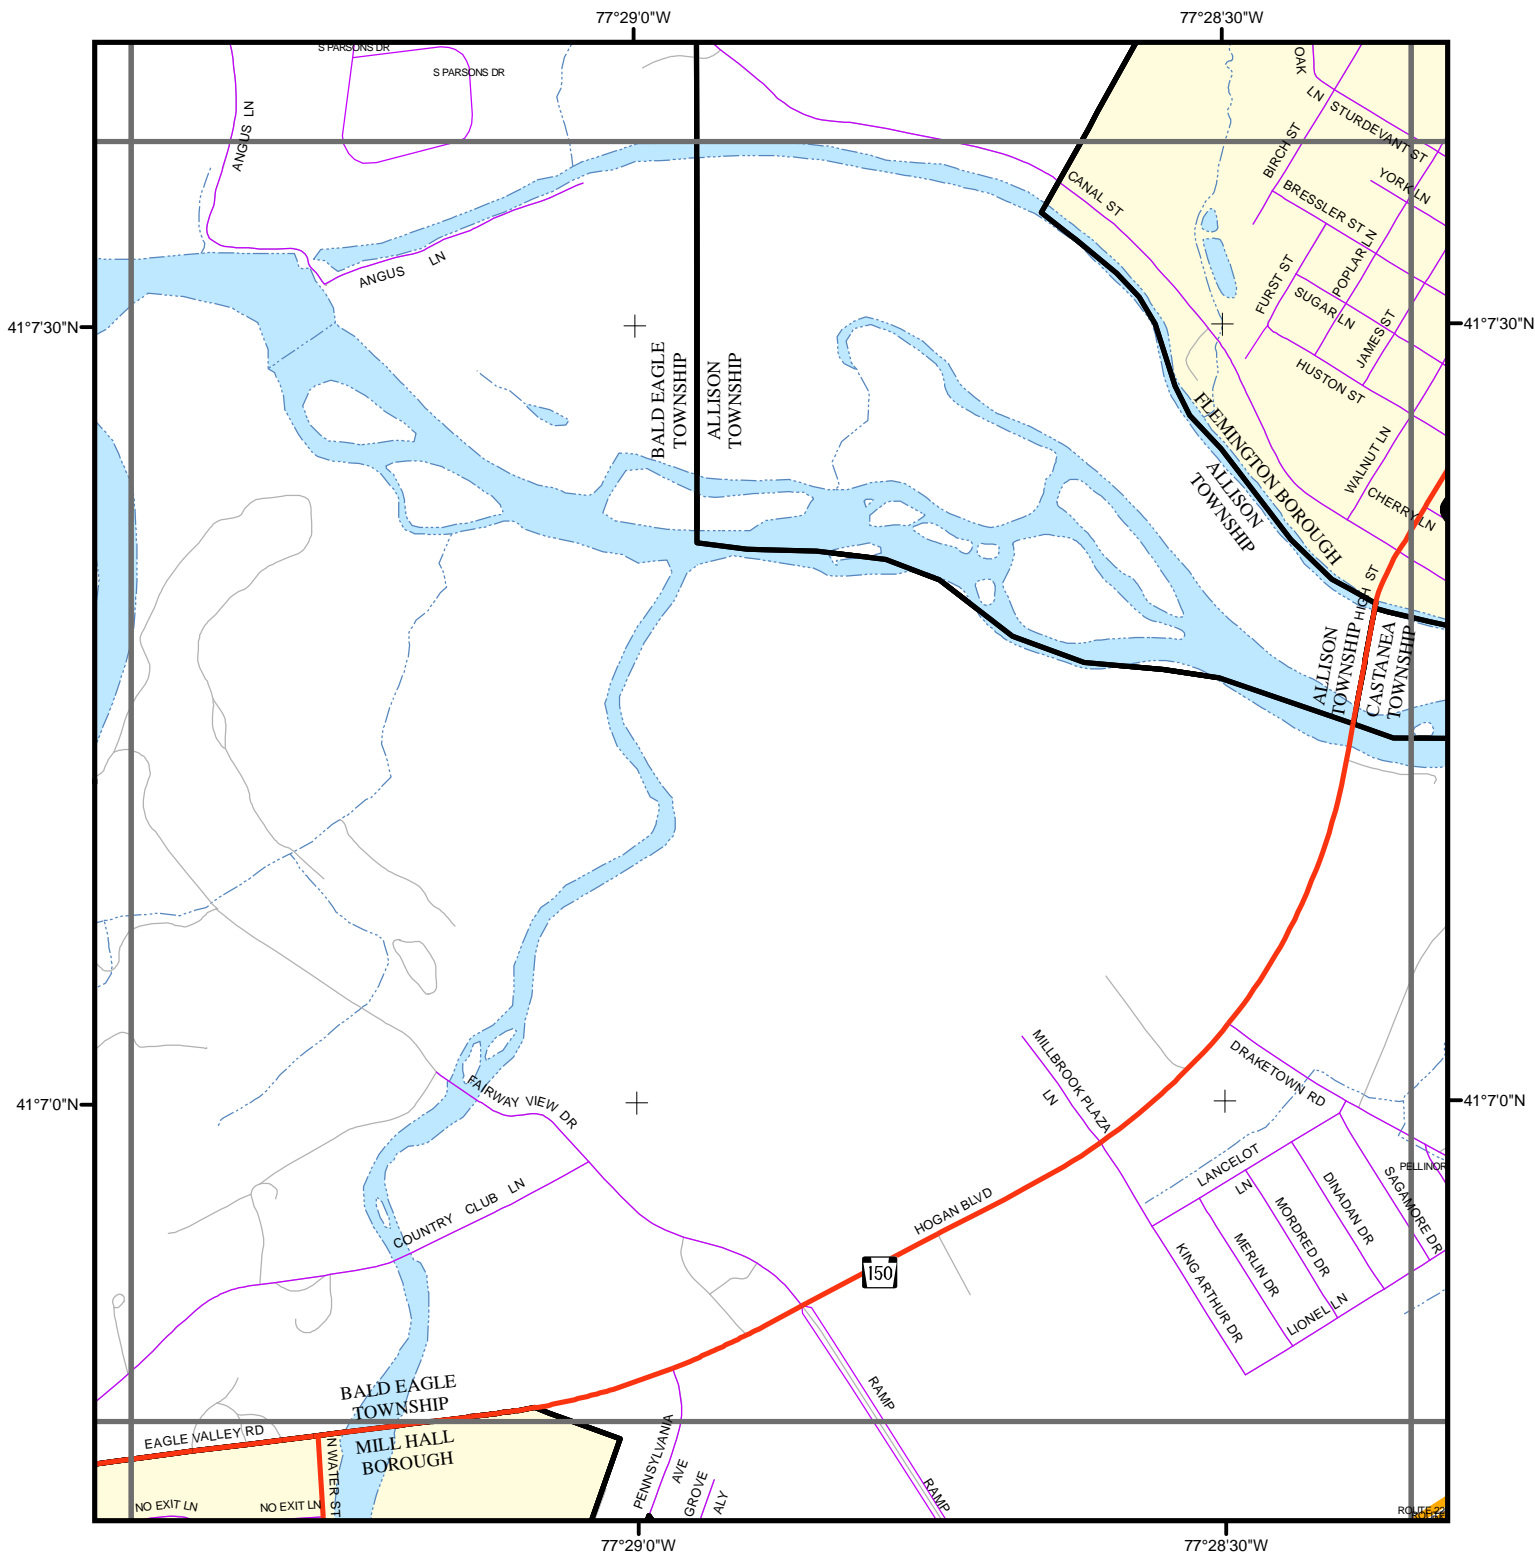 77°29'0"W
77°28'30"W
S PARSONS DR
S PARSONS DR
ANGUS LN
OAK
LN
STURDEVANT ST
BIRCH ST
YORK LN
CANAL ST
BRESSLER ST
POPLAR LN
ANGUS LN
FURST ST
SUGAR LN
JAMES ST
41°7'30"N
41°7'30"N
BALD EAGLE
TOWNSHIP
ALLISON
TOWNSHIP
HUSTON ST
FLEMINGTON BOROUGH
ALLISON
TOWNSHIP
WALNUT LN
CHERRY LN
HIGH ST
ALLISON
TOWNSHIP
CASTANEA
TOWNSHIP
MILLBROOK PLAZA
LN
DRAKETOWN RD
41°7'0"N
41°7'0"N
FAIRWAY VIEW DR
LANCELOT
LN
PELLINOR
SAGAMORE DR
DINADAN DR
MORDRED DR
MERLIN DR
KING ARTHUR DR
LIONEL LN
COUNTRY CLUB LN
HOGAN BLVD
150
RAMP
RAMP
BALD EAGLE
TOWNSHIP
MILL HALL
BOROUGH
EAGLE VALLEY RD
N WATER ST
NO EXIT LN
NO EXIT LN
PENNSYLVANIA
AVE
GROVE
ALY
77°29'0"W
77°28'30"W